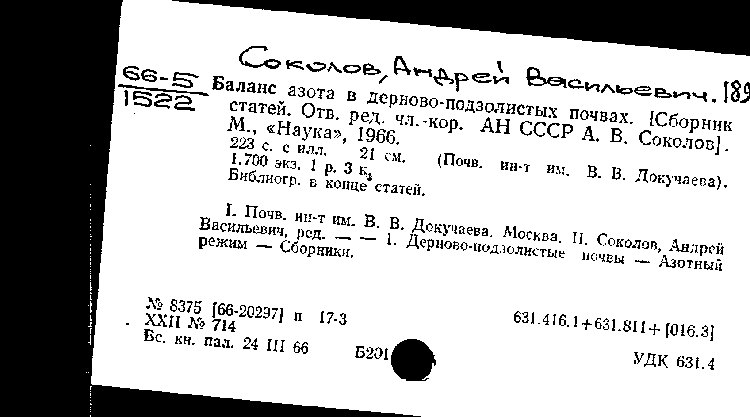 Соколов, Андрей Васильевич. 189
66-5
1522
Баланс азота в дерново-подзолистых почвах. [Сборник
статей. Отв. ред. чл.-кор. АН СССР А. В. Соколов].
М., «Наука», 1966.
223 с. с илл. 21 см. (Почв. ин-т им. В. В. Докучаева).
1.700 экз. 1 р. 3 к.
Библиогр. в конце статей.
I. Почв. ин-т им. В. В. Докучаева. Москва. II. Соколов, Андрей
Васильевич, ред. — — 1. Дерново-подзолистые почвы — Азотный
режим — Сборники.
№ 8375 [66-20297] п 17-3
XXII № 714
Вс. кн. пал. 24 III 66 Б201
631.416.1+631.811+[016.3]
УДК 631.4